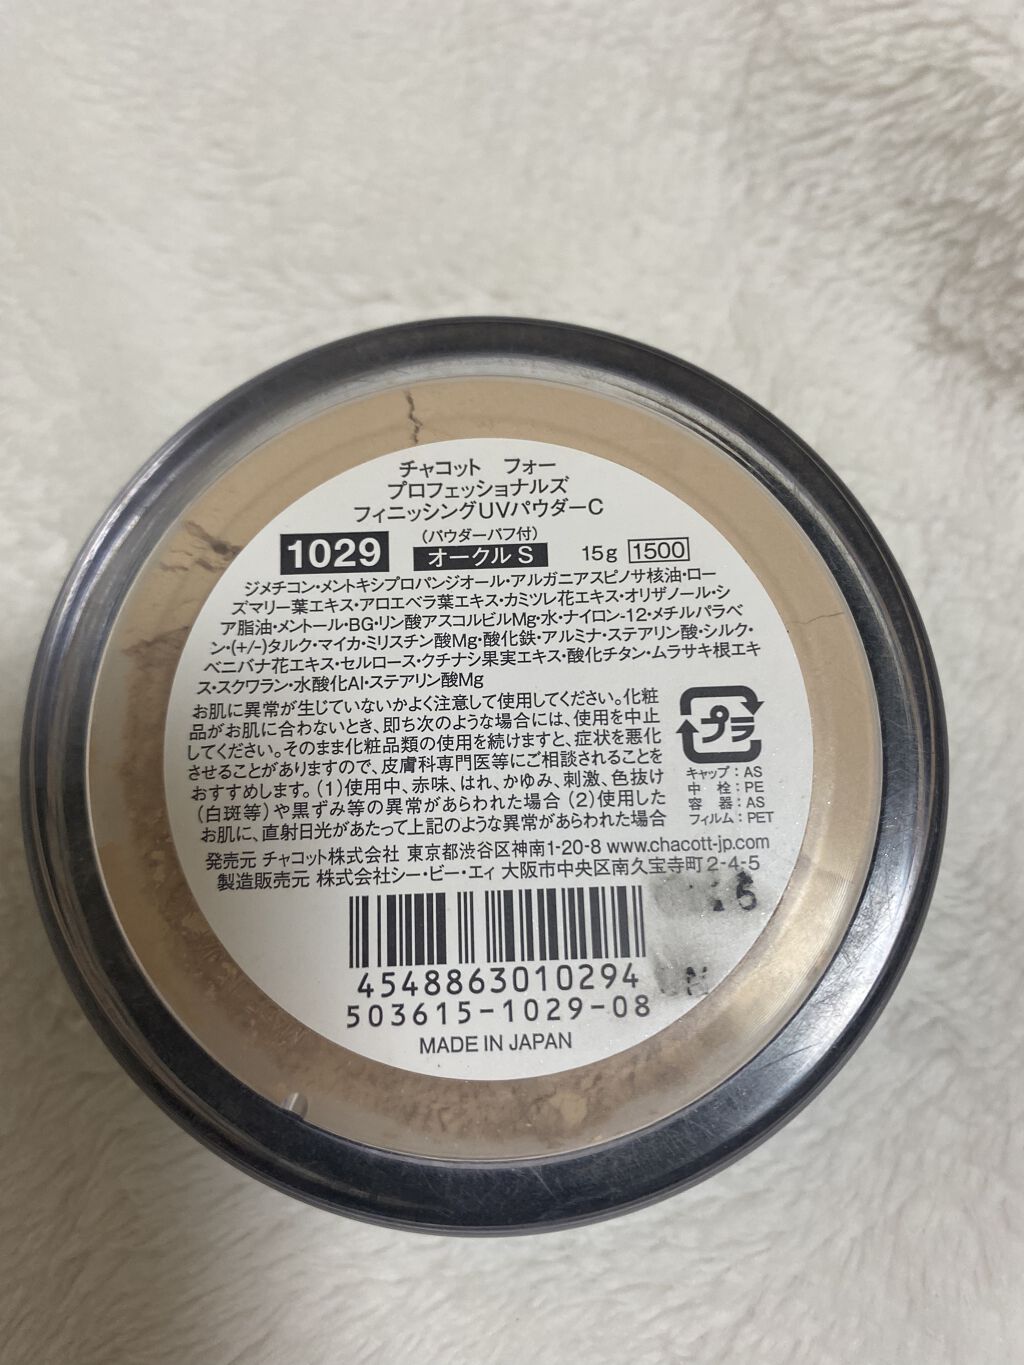 チャコット フォー
プロフェッショナルズ
フィニッシングUVパウダーC
(パウダーパフ付)
1029 オークル S 15g 1500
ジメチコン・メントキシプロパンジオール・アルガニアスピノサ核油・ロー
ズマリー葉エキス・アロエベラ葉エキス・カミツレ花エキス・オリザノール・シ
ア脂油・メントール・BG・リン酸アスコルビルMg・水・ナイロン-12・メチルパラベ
ン・(+/-)タルク・マイカ・ミリスチン酸Mg・酸化鉄・アルミナ・ステアリン酸・シルク・
ベニバナ花エキス・セルロース・クチナシ果実エキス・酸化チタン・ムラサキ根エキ
ス・スクワラン・水酸化Al・ステアリン酸Mg
お肌に異常が生じていないかよく注意して使用してください。化粧
品がお肌に合わないとき、即ち次のような場合には、使用を中止
してください。そのまま化粧品類の使用を続けますと、症状を悪化
させることがありますので、皮膚科専門医等にご相談されることを
おすすめします。(1)使用中、赤味、はれ、かゆみ、刺激、色抜け
(白斑等)や黒ずみ等の異常があらわれた場合 (2)使用した
お肌に、直射日光があたって上記のような異常があらわれた場合
プラ
キャップ : AS
中 栓 : PE
容 器 : AS
フィルム : PET
発売元 チャコット株式会社 東京都渋谷区神南1-20-8 www.chacott-jp.com
製造販売元 株式会社シー・ビー・エィ 大阪市中央区南久宝寺町2-4-5
4548863010294
503615-1029-08
MADE IN JAPAN